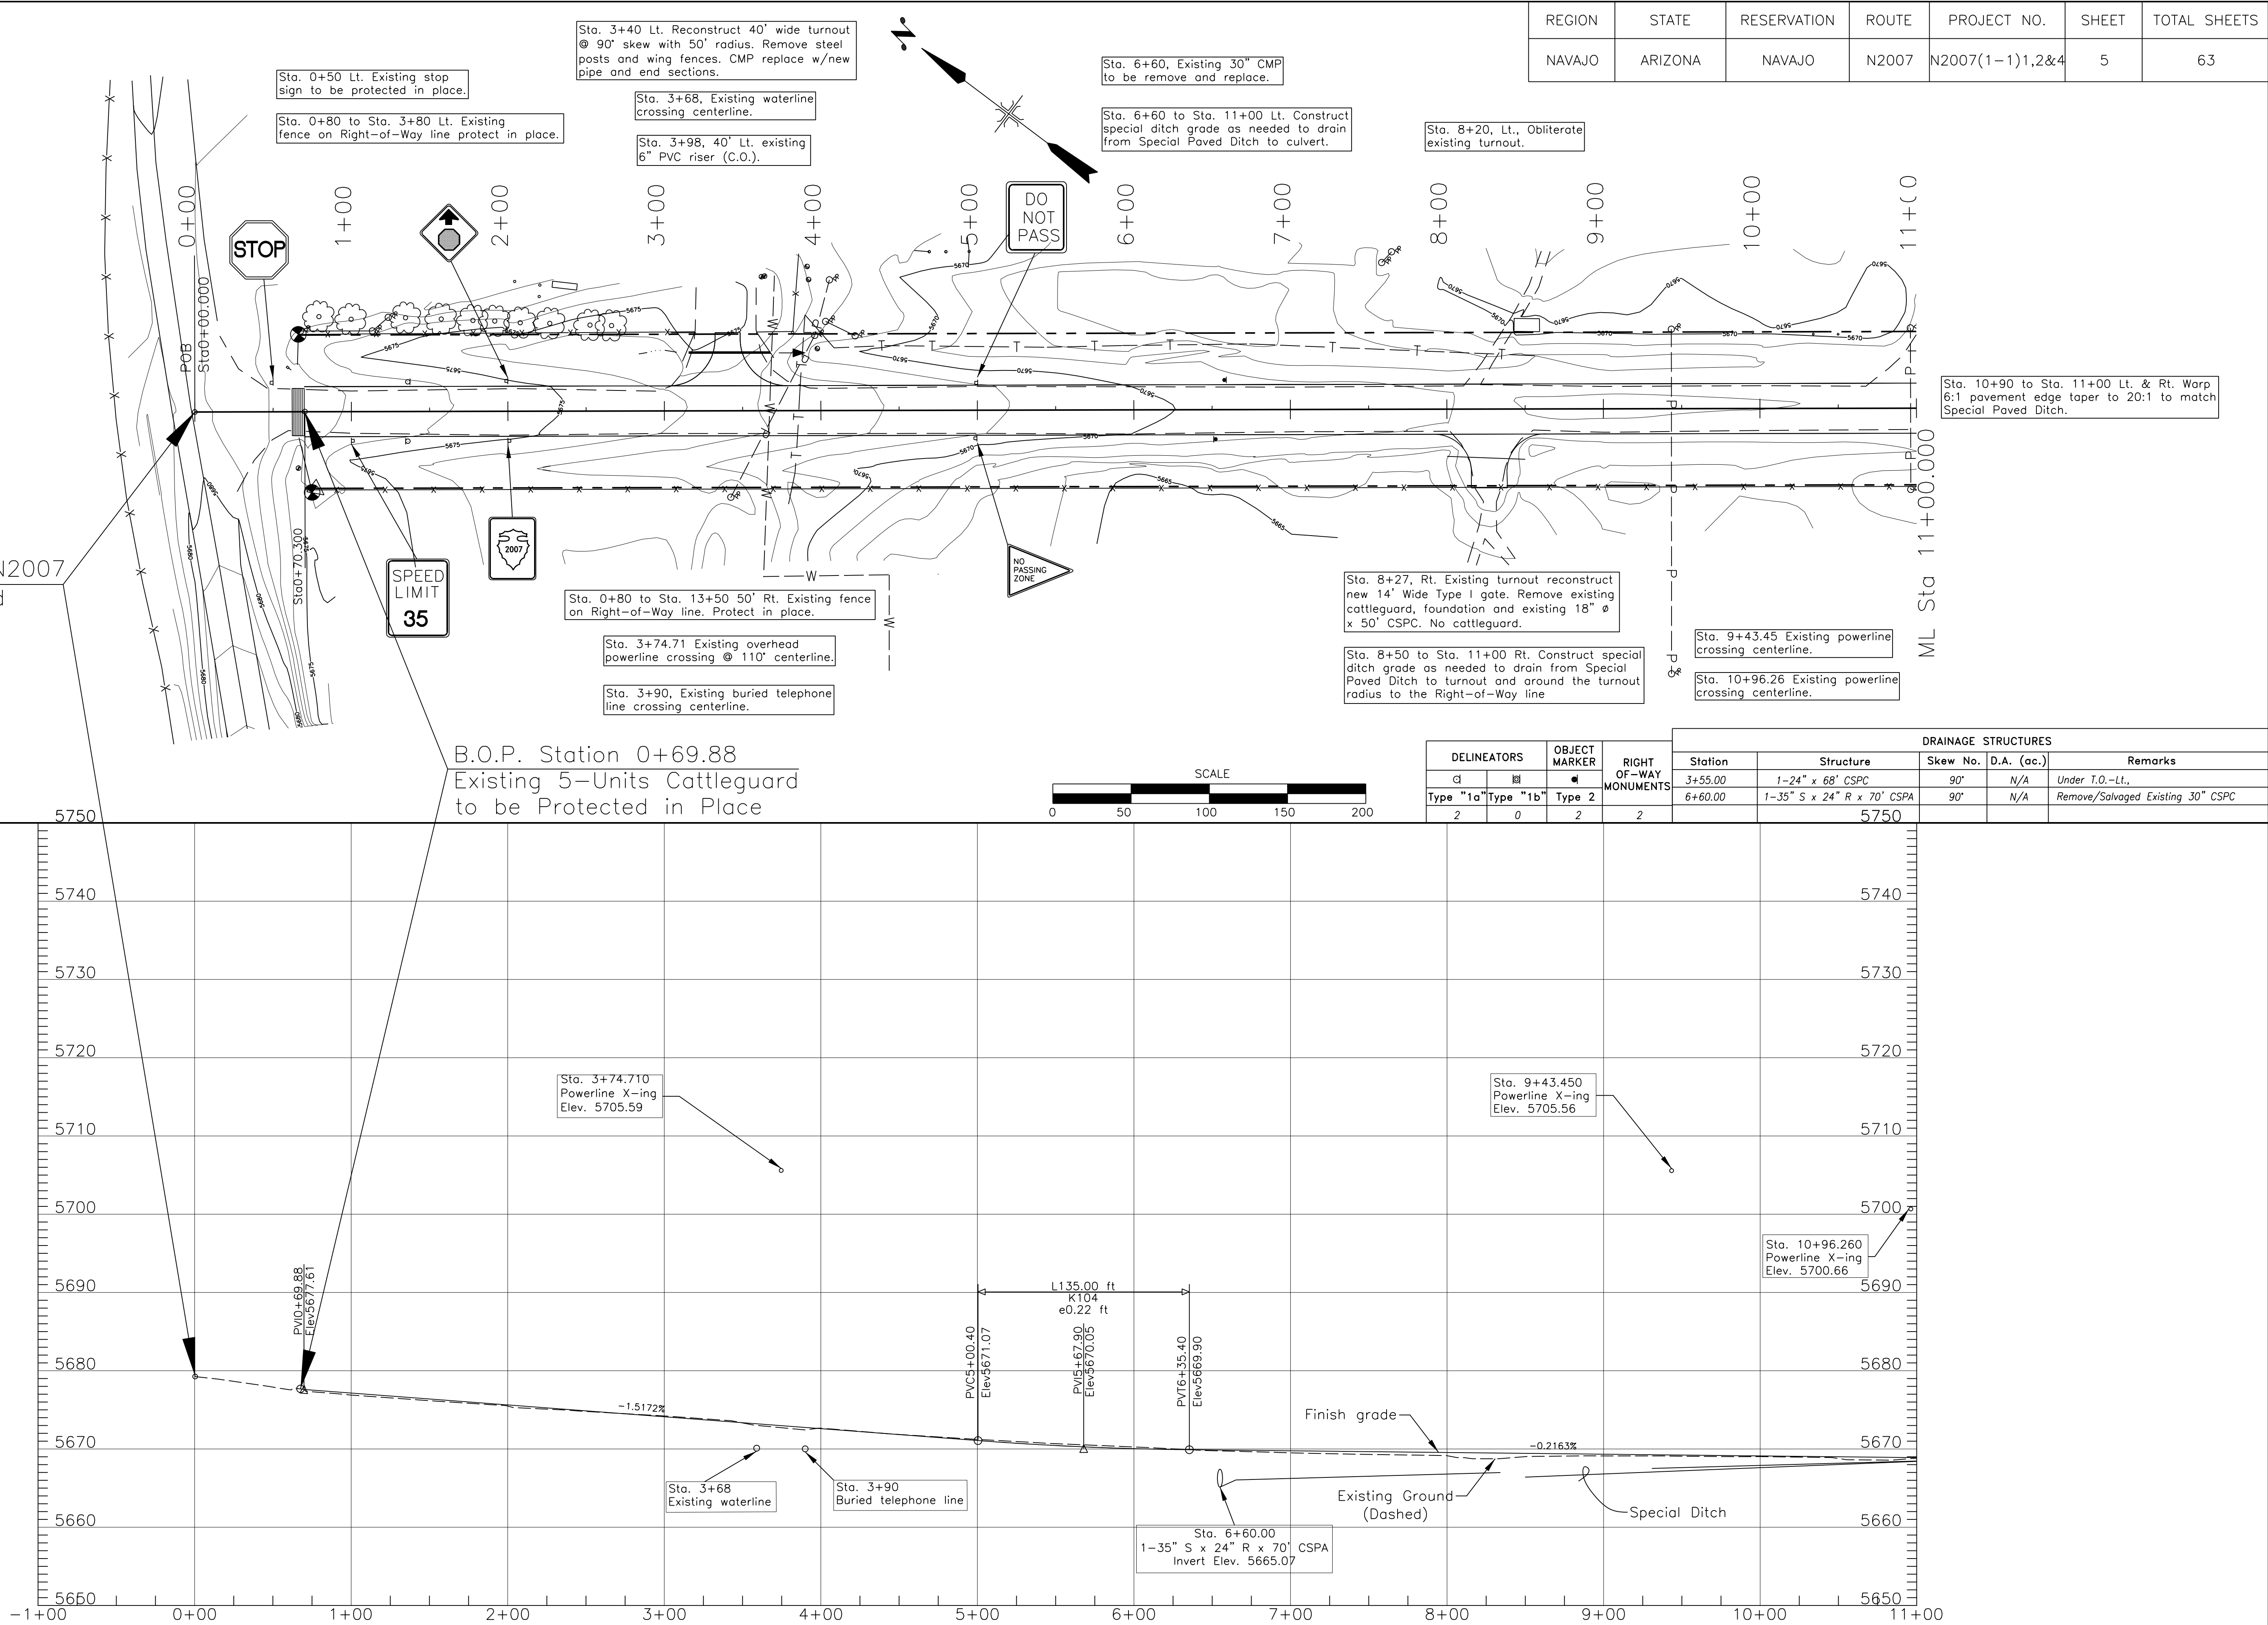 REGION STATE RESERVATION ROUTE PROJECT NO. SHEET TOTAL SHEETS
NAVAJO ARIZONA NAVAJO N2007 N2007(1-1)1,2&4 5 63
Sta. 3+40 Lt. Reconstruct 40' wide turnout
@ 90° skew with 50' radius. Remove steel
posts and wing fences. CMP replace w/new
pipe and end sections.
Sta. 0+50 Lt. Existing stop
sign to be protected in place.
Sta. 0+80 to Sta. 3+80 Lt. Existing
fence on Right-of-Way line protect in place.
Sta. 3+68, Existing waterline
crossing centerline.
Sta. 3+98, 40' Lt. existing
6" PVC riser (C.O.).
N
Sta. 6+60, Existing 30" CMP
to be remove and replace.
Sta. 6+60 to Sta. 11+00 Lt. Construct
special ditch grade as needed to drain
from Special Paved Ditch to culvert.
Sta. 8+20, Lt., Obliterate
existing turnout.
0+00
1+00
2+00
3+00
4+00
5+00
6+00
7+00
8+00
9+00
10+00
11+(0
STOP
DO
NOT
PASS
POB
Sta0+00.000
Sta0+70.300
Sta. 10+90 to Sta. 11+00 Lt. & Rt. Warp
6:1 pavement edge taper to 20:1 to match
Special Paved Ditch.
ML Sta 11+00.000
N2007
d
SPEED
LIMIT
35
2007
NO
PASSING
ZONE
Sta. 0+80 to Sta. 13+50 50' Rt. Existing fence
on Right-of-Way line. Protect in place.
Sta. 3+74.71 Existing overhead
powerline crossing @ 110° centerline.
Sta. 3+90, Existing buried telephone
line crossing centerline.
Sta. 8+27, Rt. Existing turnout reconstruct
new 14' Wide Type I gate. Remove existing
cattleguard, foundation and existing 18" ø
x 50' CSPC. No cattleguard.
Sta. 8+50 to Sta. 11+00 Rt. Construct special
ditch grade as needed to drain from Special
Paved Ditch to turnout and around the turnout
radius to the Right-of-Way line
Sta. 9+43.45 Existing powerline
crossing centerline.
Sta. 10+96.26 Existing powerline
crossing centerline.
B.O.P. Station 0+69.88
Existing 5-Units Cattleguard
to be Protected in Place
SCALE
0 50 100 150 200
DELINEATORS OBJECT MARKER RIGHT OF-WAY MONUMENTS
Type "1a" Type "1b" Type 2
2 0 2 2
DRAINAGE STRUCTURES
Station Structure Skew No. D.A. (ac.) Remarks
3+55.00 1-24" x 68' CSPC 90° N/A Under T.O.-Lt.,
6+60.00 1-35" S x 24" R x 70' CSPA 90° N/A Remove/Salvaged Existing 30" CSPC
5750 5750
5740 5740
5730 5730
5720 5720
5710 5710
5700 5700
5690 5690
5680 5680
5670 5670
5660 5660
5650 5650
Sta. 3+74.710
Powerline X-ing
Elev. 5705.59
Sta. 9+43.450
Powerline X-ing
Elev. 5705.56
Sta. 10+96.260
Powerline X-ing
Elev. 5700.66
PVI0+69.88
Elev5677.61
L135.00 ft
K104
e0.22 ft
PVC5+00.40
Elev5671.07
PVI5+67.90
Elev5670.05
PVT6+35.40
Elev5669.90
-1.5172%
Finish grade
-0.2163%
Sta. 3+68
Existing waterline
Sta. 3+90
Buried telephone line
Existing Ground
(Dashed)
Special Ditch
Sta. 6+60.00
1-35" S x 24" R x 70' CSPA
Invert Elev. 5665.07
-1+00 0+00 1+00 2+00 3+00 4+00 5+00 6+00 7+00 8+00 9+00 10+00 11+00